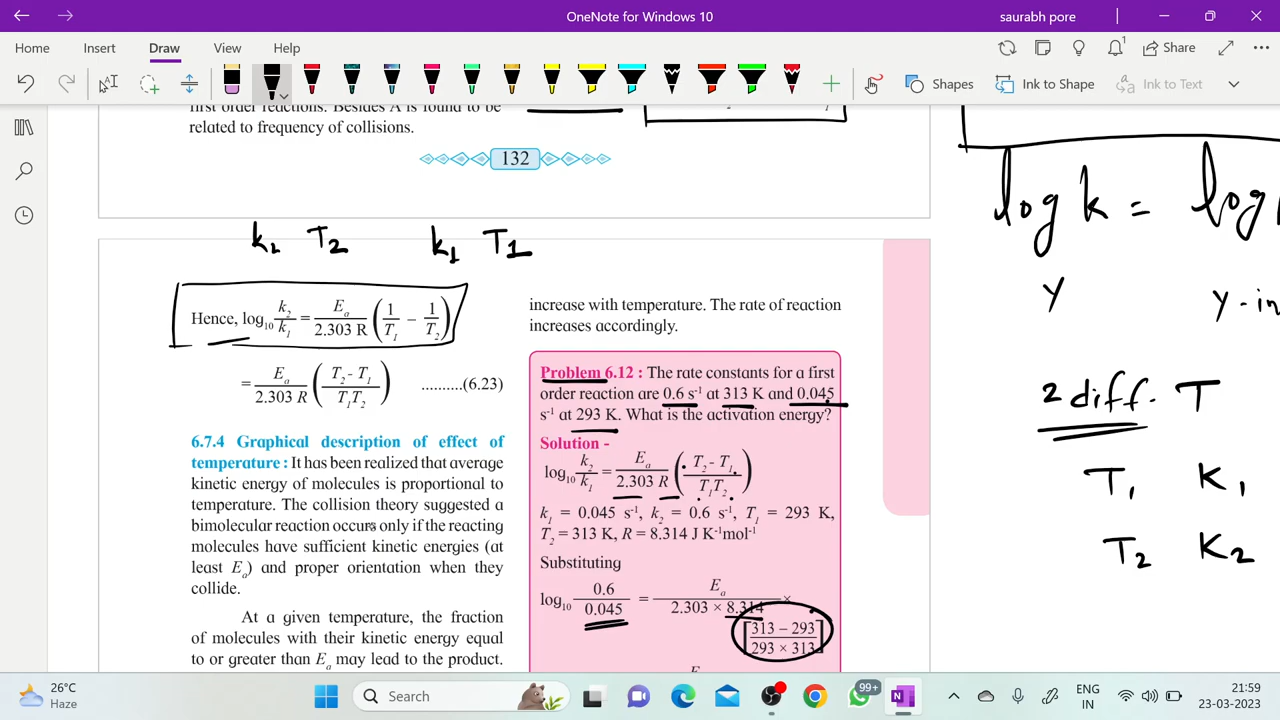 OneNote for Windows 10
saurabh pore
Home Insert Draw View Help
Share
Shapes Ink to Shape Ink to Text
first order reactions. Besides A is found to be
related to frequency of collisions.
132
k2 T2 k1 T1
Hence, log10 k2/k1 = Ea/2.303 R (1/T1 − 1/T2)
= Ea/2.303 R (T2 - T1/T1T2) ..........(6.23)
6.7.4 Graphical description of effect of
temperature : It has been realized that average
kinetic energy of molecules is proportional to
temperature. The collision theory suggested a
bimolecular reaction occurs only if the reacting
molecules have sufficient kinetic energies (at
least Ea) and proper orientation when they
collide.
At a given temperature, the fraction
of molecules with their kinetic energy equal
to or greater than Ea may lead to the product.
increase with temperature. The rate of reaction
increases accordingly.
Problem 6.12 : The rate constants for a first
order reaction are 0.6 s-1 at 313 K and 0.045
s-1 at 293 K. What is the activation energy?
Solution -
log10 k2/k1 = Ea/2.303 R (T2 - T1/T1T2)
k1 = 0.045 s-1, k2 = 0.6 s-1, T1 = 293 K,
T2 = 313 K, R = 8.314 J K-1mol-1
Substituting
log10 0.6/0.045 = Ea/2.303 × 8.314 ×
[313 − 293/293 × 313]
Ea
log k = log
y y-in
2 diff. T
T1 K1
T2 K2
26°C
Haze
Search
99+
ENG
IN
21:59
23-03-2023